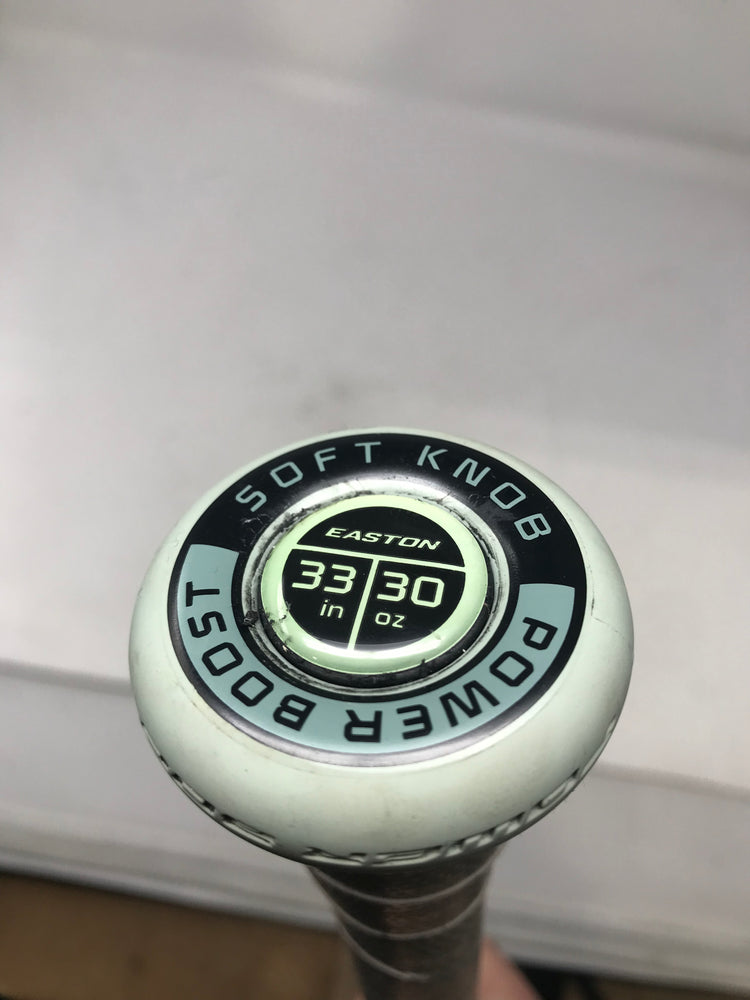 SOFT KNOB
EASTON
33 30
in oz
POWER BOOST